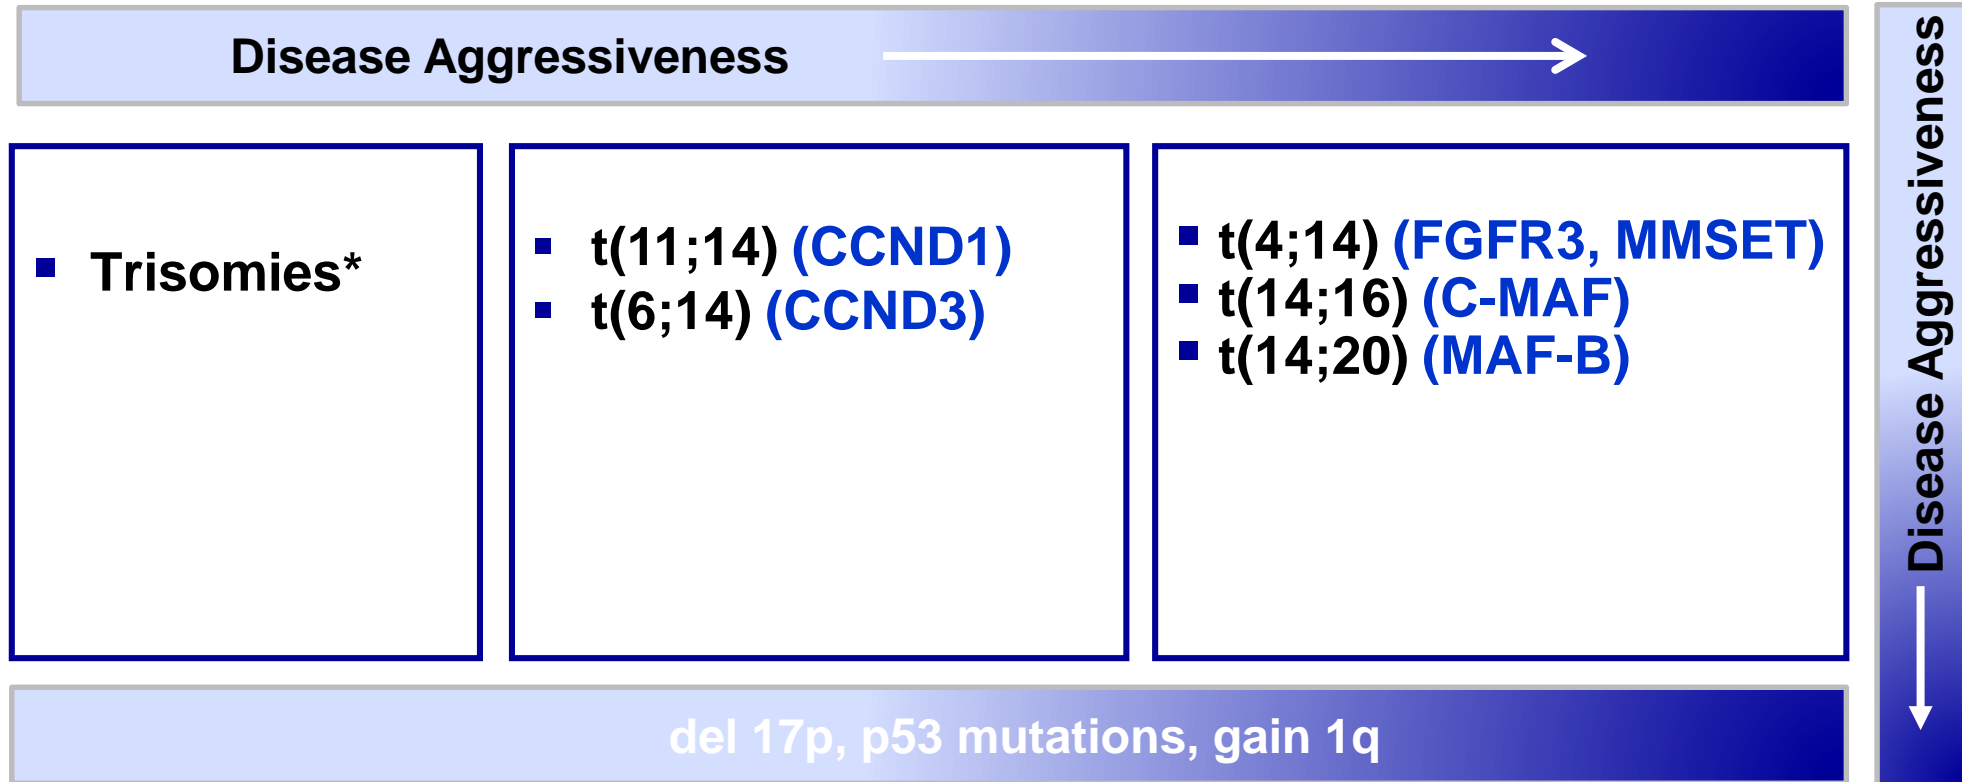 Disease Aggressiveness
Trisomies*
t(11;14) (CCND1)
t(6;14) (CCND3)
t(4;14) (FGFR3, MMSET)
t(14;16) (C-MAF)
t(14;20) (MAF-B)
del 17p, p53 mutations, gain 1q
Disease Aggressiveness